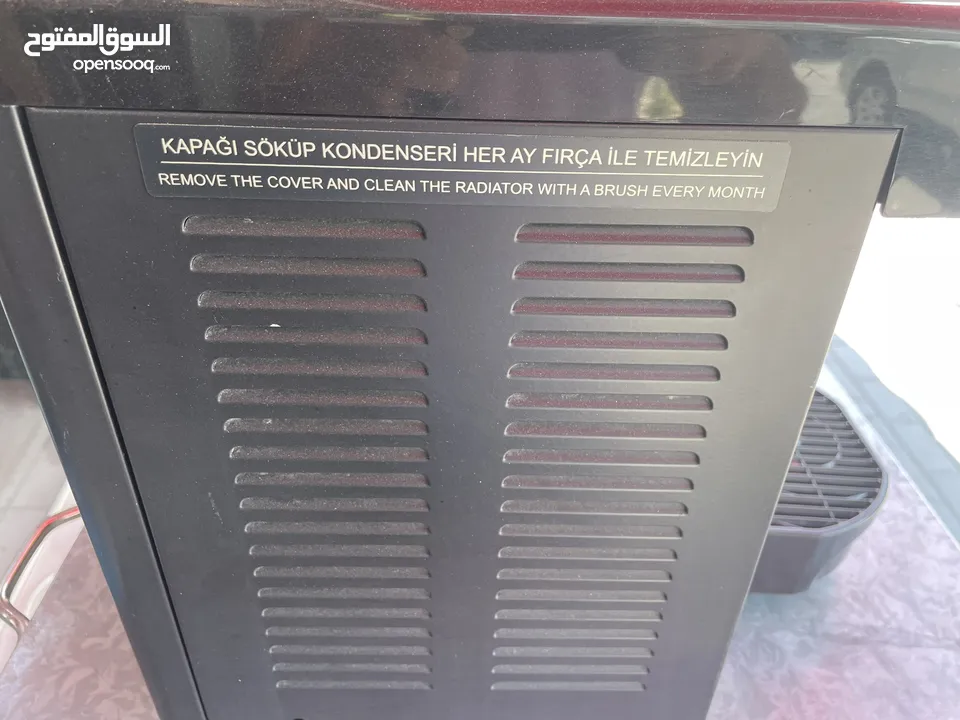 السوق المفتوح
opensooq.com
KAPAĞI SÖKÜP KONDENSERİ HER AY FIRÇA İLE TEMİZLEYİN
REMOVE THE COVER AND CLEAN THE RADIATOR WITH A BRUSH EVERY MONTH